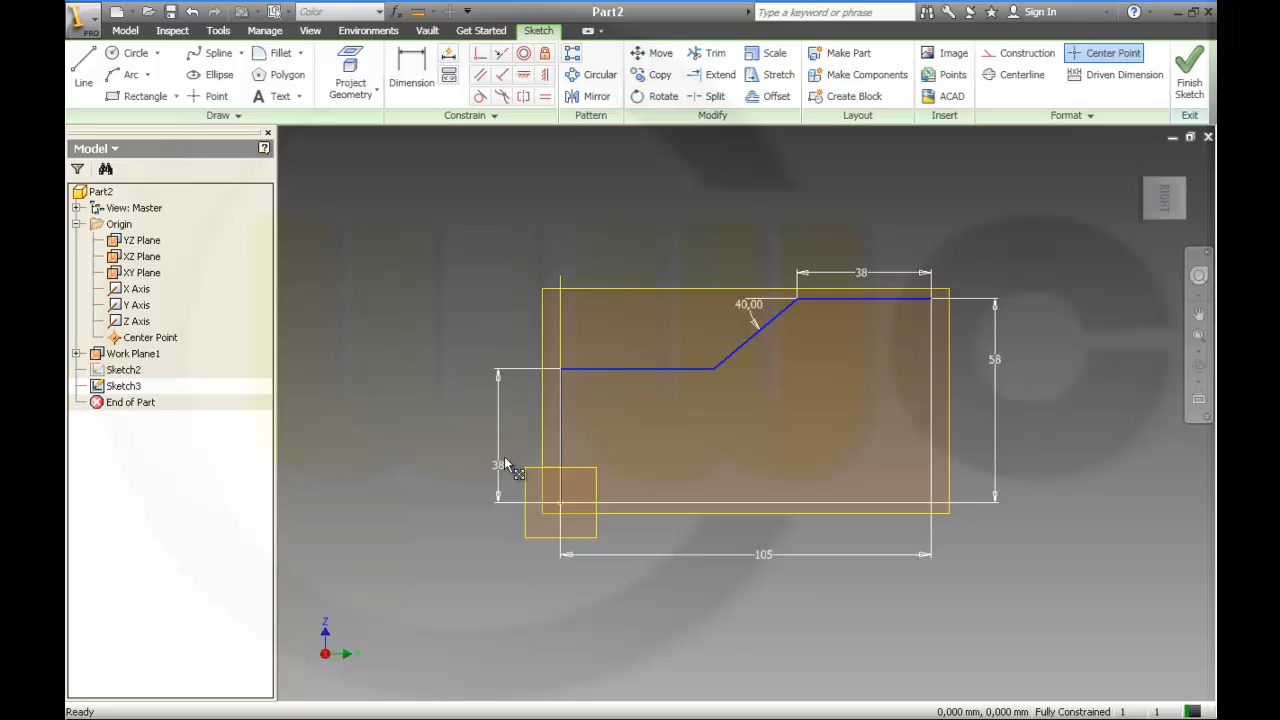 PRO
Color
Part2
Type a keyword or phrase
Sign In
Model
Inspect
Tools
Manage
View
Environments
Vault
Get Started
Sketch
Line
Circle
Arc
Rectangle
Spline
Ellipse
Point
Fillet
Polygon
Text
Project
Geometry
Dimension
Circular
Mirror
Move
Copy
Rotate
Trim
Extend
Split
Scale
Stretch
Offset
Make Part
Make Components
Create Block
Image
Points
ACAD
Construction
Centerline
Center Point
Driven Dimension
Finish
Sketch
Draw
Constrain
Pattern
Modify
Layout
Insert
Format
Exit
Model
Part2
View: Master
Origin
YZ Plane
XZ Plane
XY Plane
X Axis
Y Axis
Z Axis
Center Point
Work Plane1
Sketch2
Sketch3
End of Part
RIGHT
38
40,00
58
38
105
Z
Ready
0,000 mm, 0,000 mm
Fully Constrained
1
1